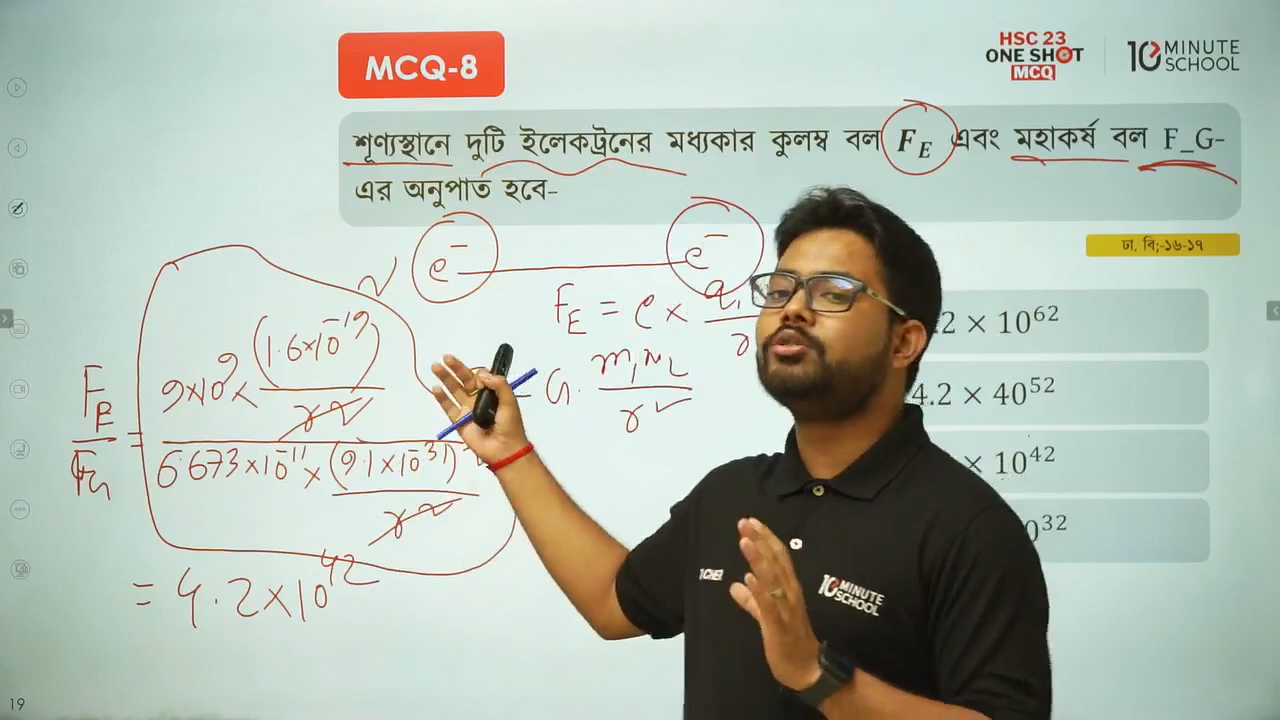 MCQ-8
HSC 23
ONE SHOT
MCQ
10 MINUTE
SCHOOL
শূণ্যস্থানে দুটি ইলেকট্রনের মধ্যকার কুলম্ব বল F_E এবং মহাকর্ষ বল F_G-
এর অনুপাত হবে-
ঢা. বি;-১৬-১৭
e⁻ e⁻
.2 × 10⁶²
4.2 × 40⁵²
× 10⁴²
0³²
F_E =
= G. m₁m₂/r²
F_E/F_G = 9×10⁹ × (1.6×10⁻¹⁹)²/r²
6.673×10⁻¹¹ × (9.1×10⁻³¹)²/r²
= 4.2×10⁴²
10 MINUTE
SCHOOL
19